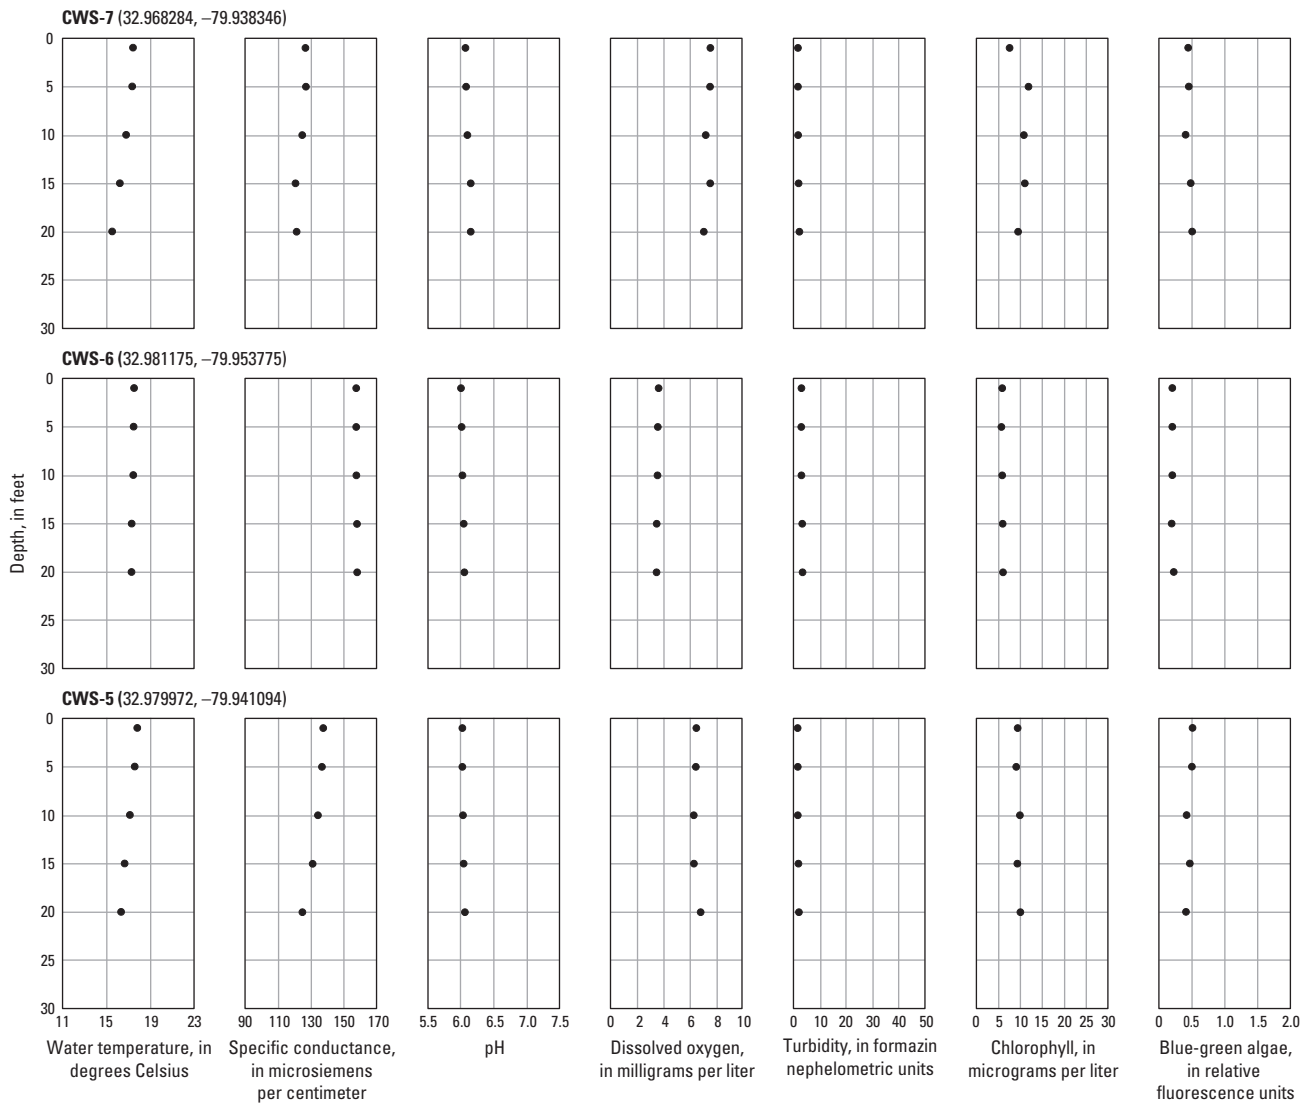 CWS-7 (32.968284, –79.938346)
0
5
10
15
20
25
30
CWS-6 (32.981175, –79.953775)
0
5
10
15
20
25
30
Depth, in feet
CWS-5 (32.979972, –79.941094)
0
5
10
15
20
25
30
11 15 19 23
90 110 130 150 170
5.5 6.0 6.5 7.0 7.5
0 2 4 6 8 10
0 10 20 30 40 50
0 5 10 15 20 25 30
0 0.5 1.0 1.5 2.0
Water temperature, in
degrees Celsius
Specific conductance,
in microsiemens
per centimeter
pH
Dissolved oxygen,
in milligrams per liter
Turbidity, in formazin
nephelometric units
Chlorophyll, in
micrograms per liter
Blue-green algae,
in relative
fluorescence units